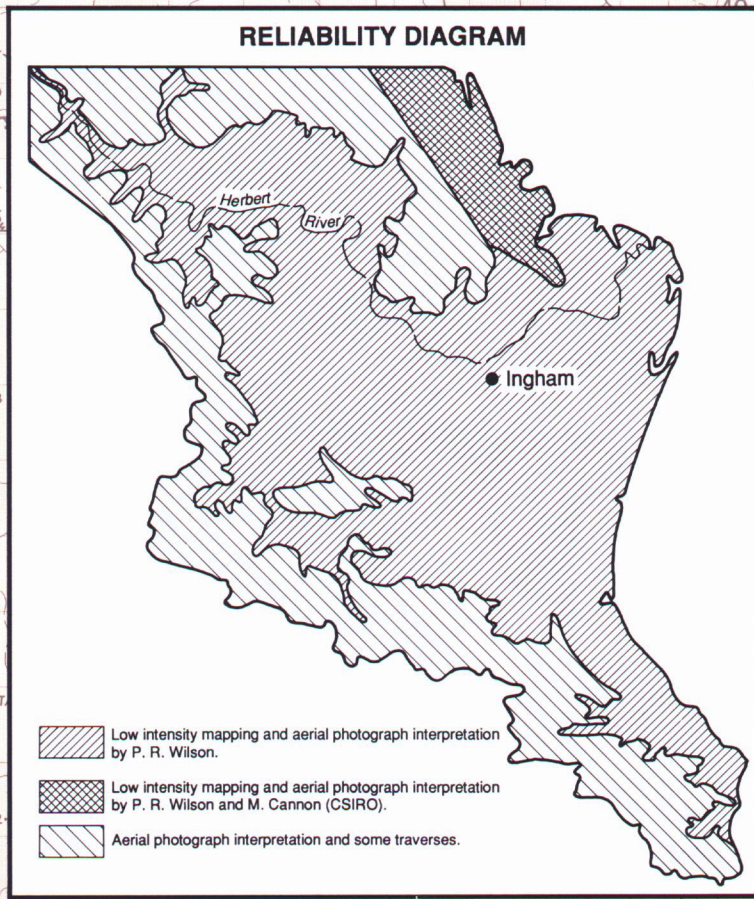 RELIABILITY DIAGRAM
Herbert
River
Ingham
Low intensity mapping and aerial photograph interpretation
by P. R. Wilson.
Low intensity mapping and aerial photograph interpretation
by P. R. Wilson and M. Cannon (CSIRO).
Aerial photograph interpretation and some traverses.